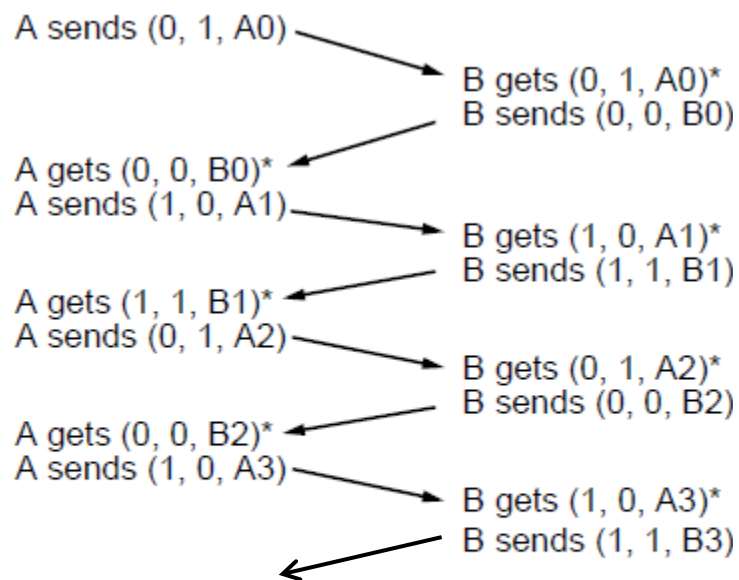 A sends (0, 1, A0)
B gets (0, 1, A0)*
B sends (0, 0, B0)
A gets (0, 0, B0)*
A sends (1, 0, A1)
B gets (1, 0, A1)*
B sends (1, 1, B1)
A gets (1, 1, B1)*
A sends (0, 1, A2)
B gets (0, 1, A2)*
B sends (0, 0, B2)
A gets (0, 0, B2)*
A sends (1, 0, A3)
B gets (1, 0, A3)*
B sends (1, 1, B3)